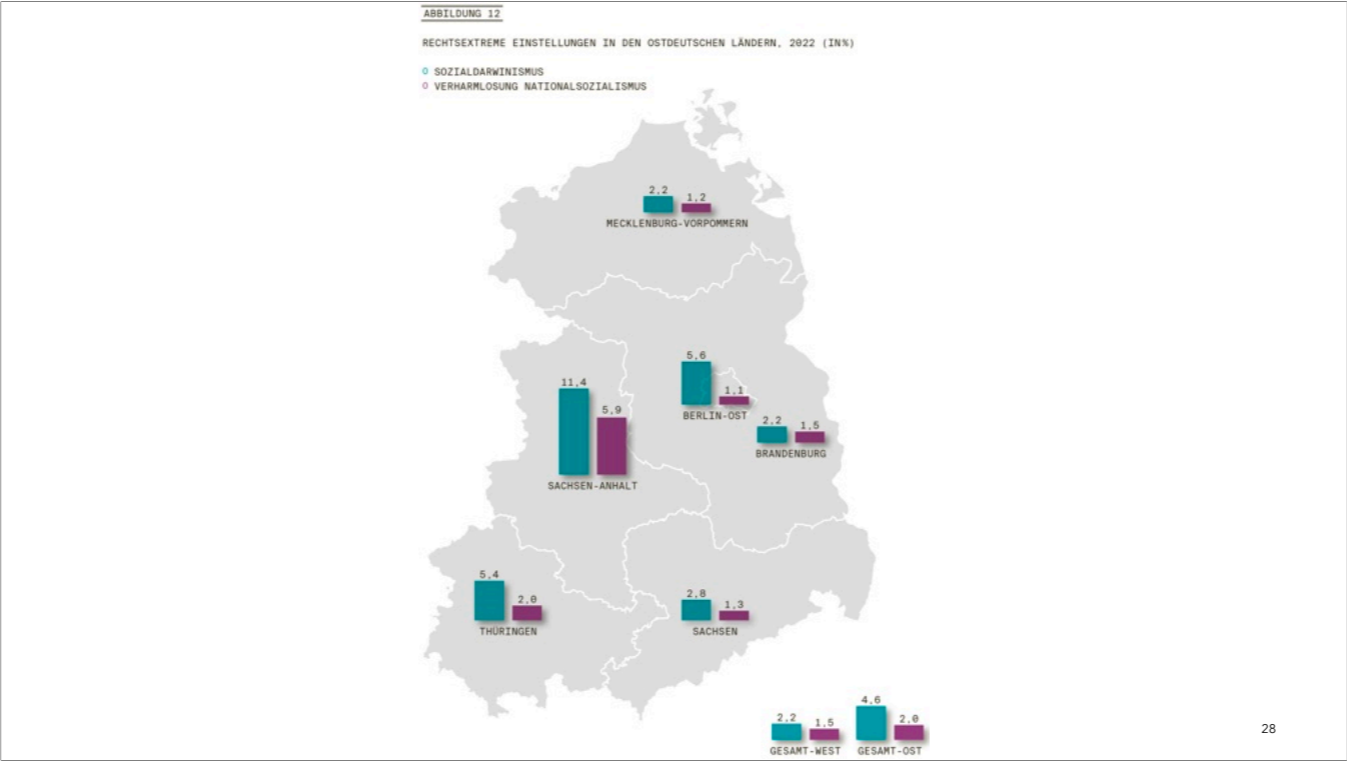 ABBILDUNG 12
RECHTSEXTREME EINSTELLUNGEN IN DEN OSTDEUTSCHEN LÄNDERN, 2022 (IN%)
SOZIALDARWINISMUS
VERHARMLOSUNG NATIONALSOZIALISMUS
2,2 1,2
MECKLENBURG-VORPOMMERN
5,6 1,1
BERLIN-OST
11,4 5,9
SACHSEN-ANHALT
2,2 1,5
BRANDENBURG
5,4 2,0
THÜRINGEN
2,8 1,3
SACHSEN
2,2 1,5
GESAMT-WEST
4,6 2,0
GESAMT-OST
28